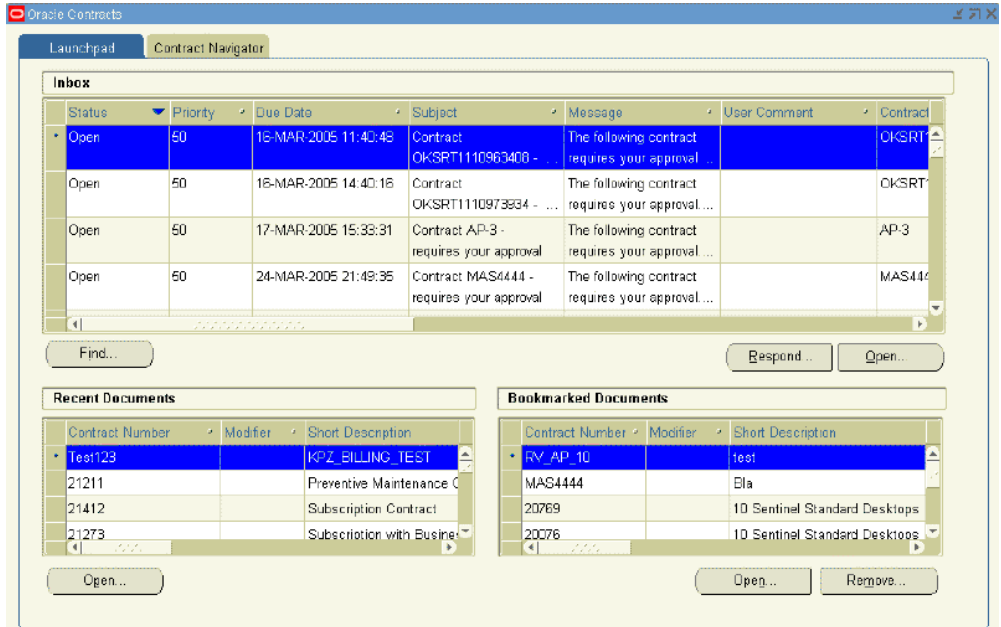 Oracle Contracts
Launchpad Contract Navigator
Inbox
Status Priority Due Date Subject Message User Comment Contract
Open 50 16-MAR-2005 11:40:48 Contract The following contract OKSRT1
OKSRT1110963408 - ... requires your approval ...
Open 50 16-MAR-2005 14:40:16 Contract The following contract OKSRT1
OKSRT1110973934 - ... requires your approval....
Open 50 17-MAR-2005 15:33:31 Contract AP-3 - The following contract AP-3
requires your approval requires your approval....
Open 50 24-MAR-2005 21:49:35 Contract MAS4444 - The following contract MAS444
requires your approval requires your approval....
Find... Respond... Open...
Recent Documents Bookmarked Documents
Contract Number Modifier Short Description Contract Number Modifier Short Description
Test123 KPZ_BILLING_TEST RV_AP_10 test
21211 Preventive Maintenance C MAS4444 Bla
21412 Subscription Contract 20769 10 Sentinel Standard Desktops
21273 Subscription with Busine 20076 10 Sentinel Standard Desktops
Open... Open... Remove...